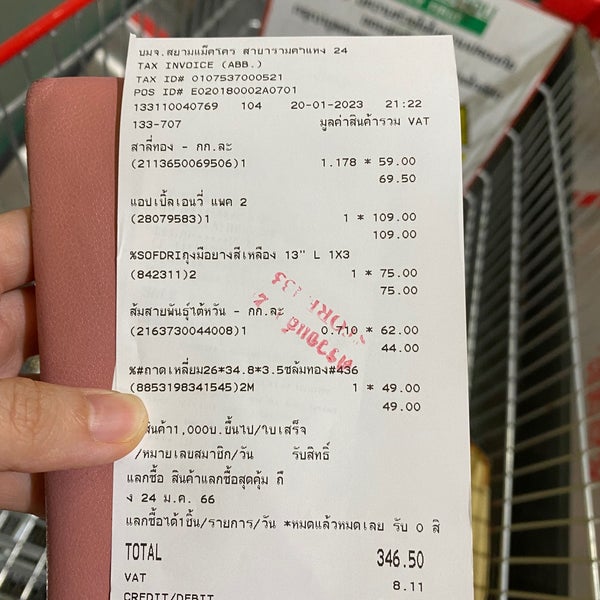 บมจ.สยามแม็คโคร สาขารามคำแหง 24
TAX INVOICE (ABB.)
TAX ID# 0107537000521
POS ID# E020180002A0701
133110040769 104 20-01-2023 21:22
133-707 มูลค่าสินค้ารวม VAT
สาลี่ทอง - กก.ละ
(2113650069506)1 1.178 * 59.00
69.50
แอปเปิ้ลเอนวี่ แพค 2
(28079583)1 1 * 109.00
109.00
%SOFDRIถุงมือยางสีเหลือง 13" L 1X3
(842311)2 1 * 75.00
75.00
ส้มสายพันธุ์ไต้หวัน - กก.ละ
(2163730044008)1 0.710 * 62.00
44.00
%#ถาดเหลี่ยม26*34.8*3.5ซลัมทอง#436
(8853198341545)2M 1 * 49.00
49.00
สินค้า1,000บ.ขึ้นไป/ใบเสร็จ
/หมายเลขสมาชิก/วัน รับสิทธิ์
แลกซื้อ สินค้าแลกซื้อสุดคุ้ม ถึ
ง 24 ม.ค. 66
แลกซื้อได้1ชิ้น/รายการ/วัน *หมดแล้วหมดเลย รับ 0 สิ
TOTAL 346.50
VAT 8.11
CREDIT/DEBIT